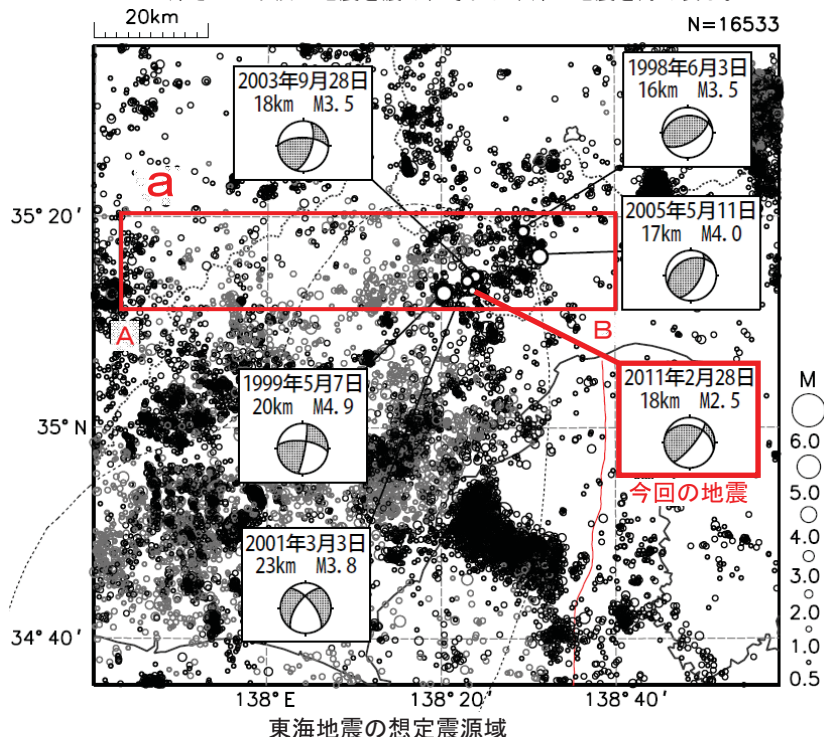 20km
N=16533
2003年9月28日
18km M3.5
1998年6月3日
16km M3.5
a
35°20′
2005年5月11日
17km M4.0
A
B
1999年5月7日
20km M4.9
2011年2月28日
18km M2.5
今回の地震
35°N
2001年3月3日
23km M3.8
34°40′
M
6.0
5.0
4.0
3.0
2.0
1.0
0.5
138°E
138°20′
138°40′
東海地震の想定震源域